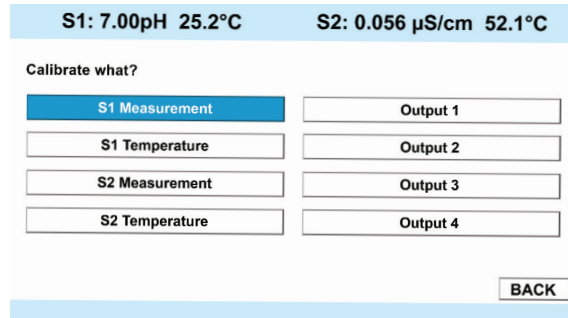 S1: 7.00pH 25.2°C S2: 0.056 µS/cm 52.1°C
Calibrate what?
S1 Measurement
Output 1
S1 Temperature
Output 2
S2 Measurement
Output 3
S2 Temperature
Output 4
BACK